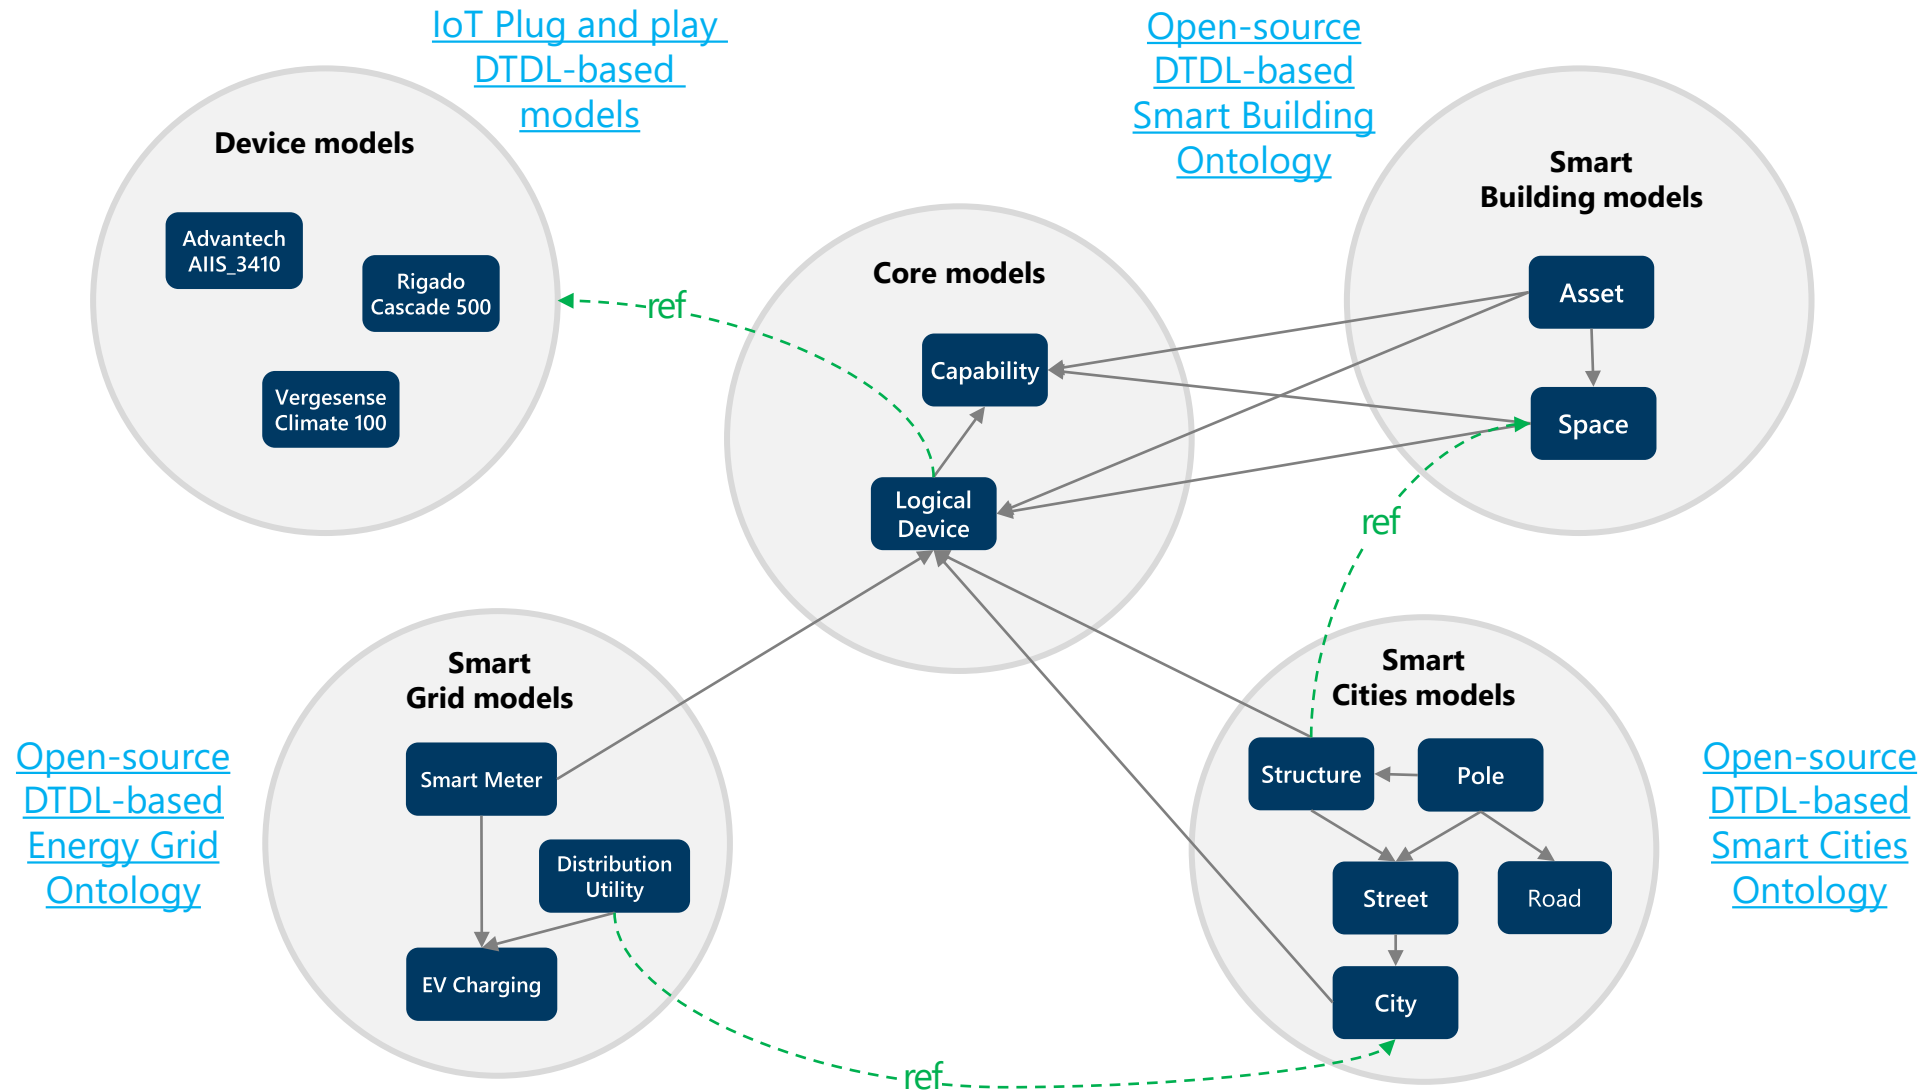 IoT Plug and play
DTDL-based
models
Open-source
DTDL-based
Smart Building
Ontology
Device models
Advantech
AIIS_3410
Rigado
Cascade 500
Vergesense
Climate 100
ref
Core models
Capability
Logical
Device
Smart
Building models
Asset
Space
ref
Smart
Grid models
Smart Meter
Distribution
Utility
EV Charging
Open-source
DTDL-based
Energy Grid
Ontology
ref
Smart
Cities models
Structure
Pole
Street
Road
City
Open-source
DTDL-based
Smart Cities
Ontology